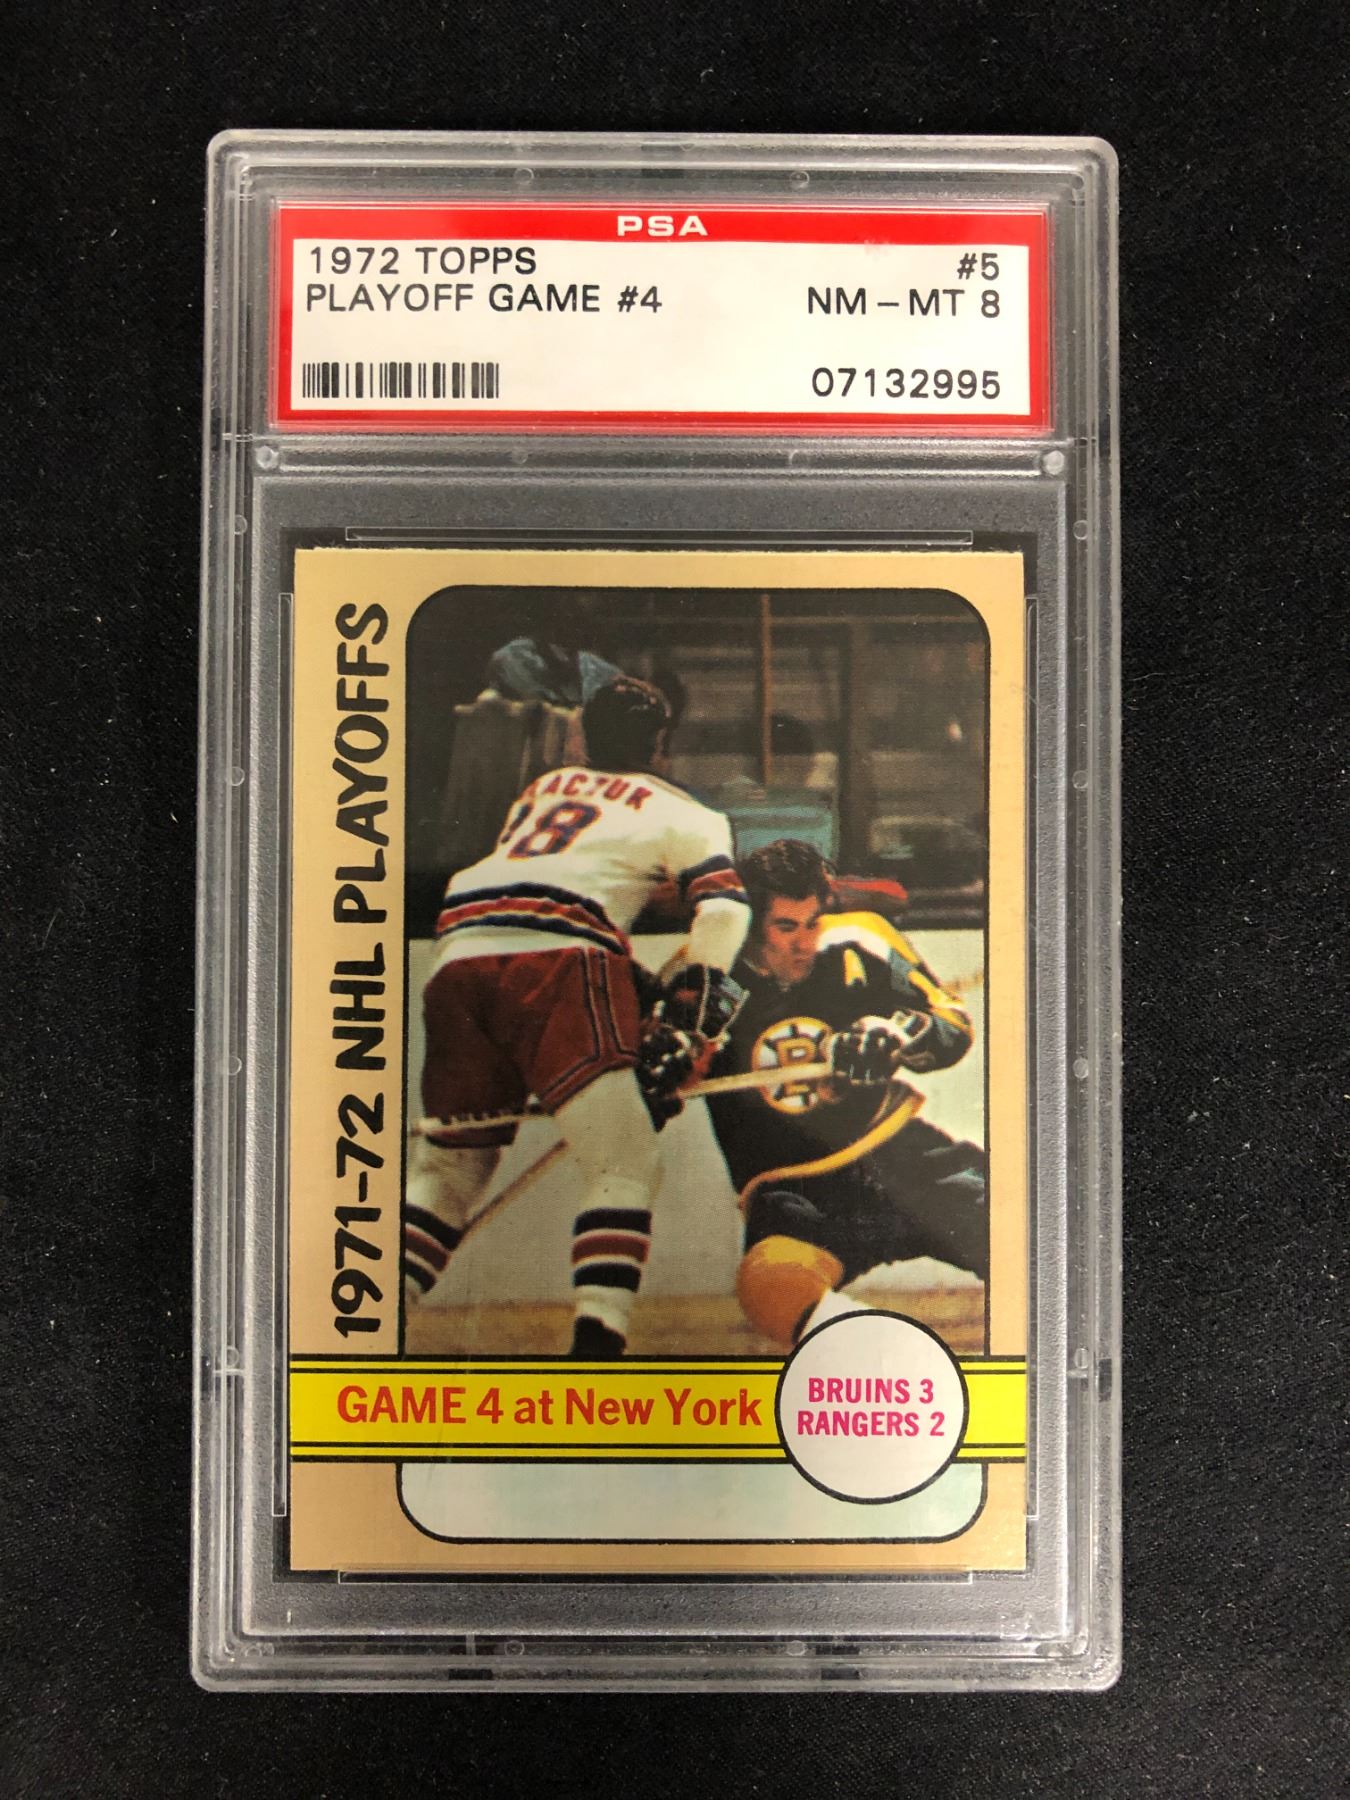 PSA
1972 TOPPS #5
PLAYOFF GAME #4 NM-MT 8
07132995
1971-72 NHL PLAYOFFS
18
A
B
GAME 4 at New York
BRUINS 3
RANGERS 2